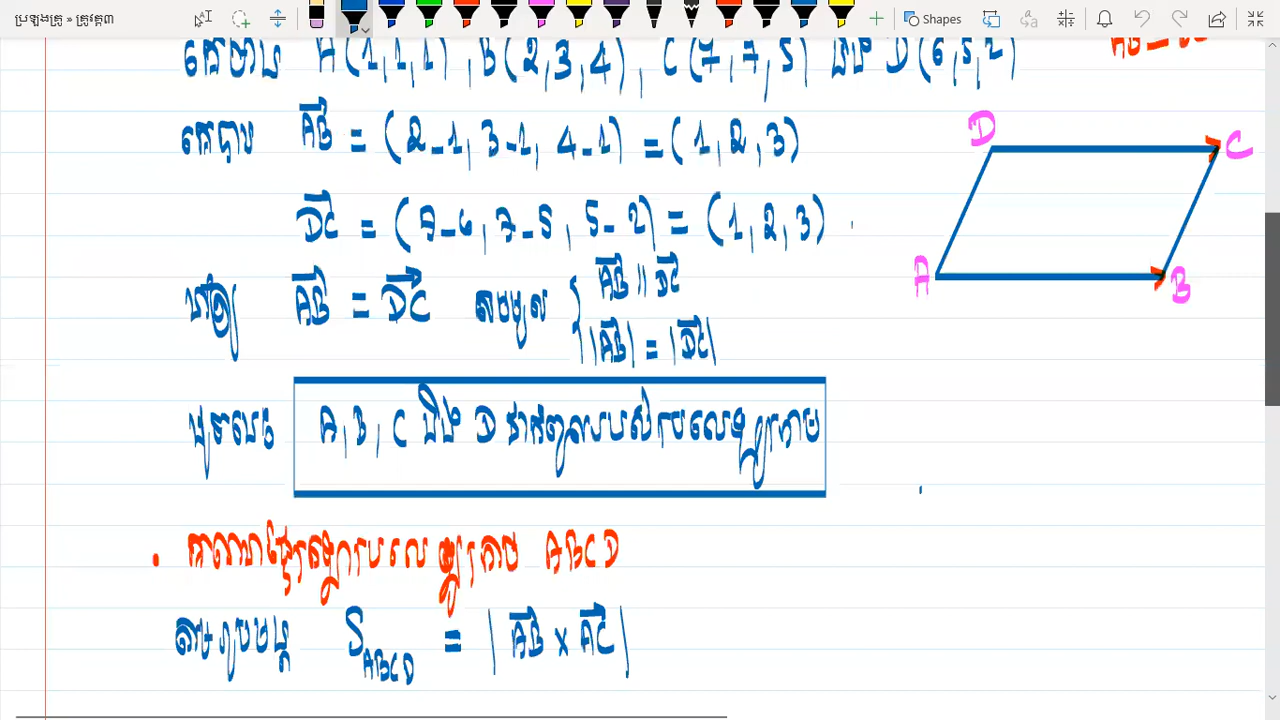 ប្រឡងគ្រូ » គ្រូវគ្គ៣
Shapes
គេមាន A(1,1,1) , B(2,3,4) , C(7,7,5) និង D(6,5,2)
គេបាន AB = (2-1, 3-1, 4-1) = (1, 2, 3)
D
C
DC = (7-6, 7-5, 5-2) = (1, 2, 3)
A
B
នាំឲ្យ AB = DC
AB // DC
|AB| = |DC|
ដូចនេះ A, B, C និង D ជាកំពូលរបស់ប្រលេឡូក្រាម
• គណនាផ្ទៃក្រឡាប្រលេឡូក្រាម ABCD
តាមរូបមន្ត S_ABCD = | AB × AC |